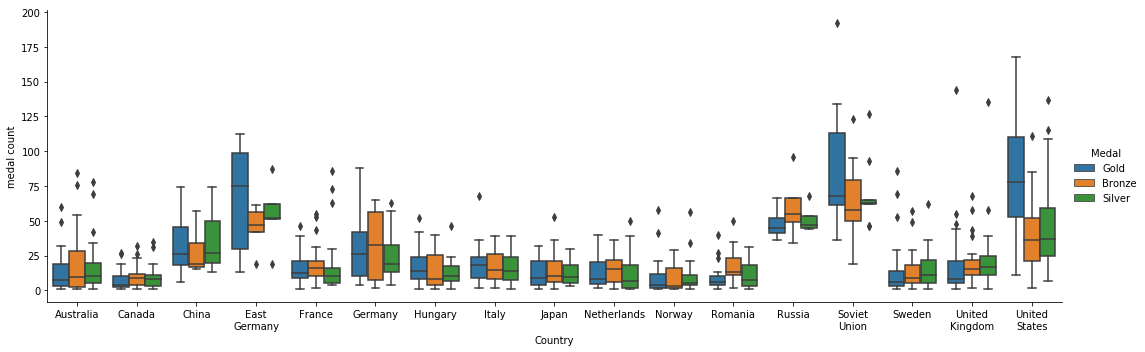 200
175
150
125
100
75
50
25
0
medal count
Australia
Canada
China
East
Germany
France
Germany
Hungary
Italy
Japan
Netherlands
Norway
Romania
Russia
Soviet
Union
Sweden
United
Kingdom
United
States
Country
Medal
Gold
Bronze
Silver